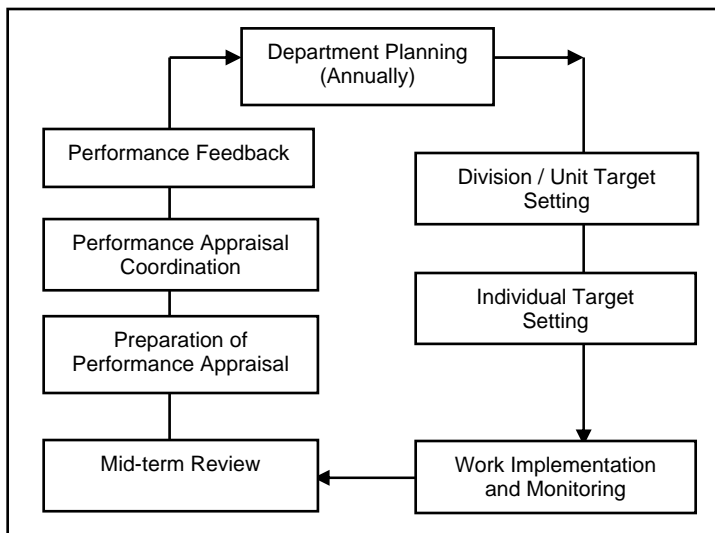 Department Planning
(Annually)
Performance Feedback
Division / Unit Target
Setting
Performance Appraisal
Coordination
Individual Target
Setting
Preparation of
Performance Appraisal
Mid-term Review
Work Implementation
and Monitoring